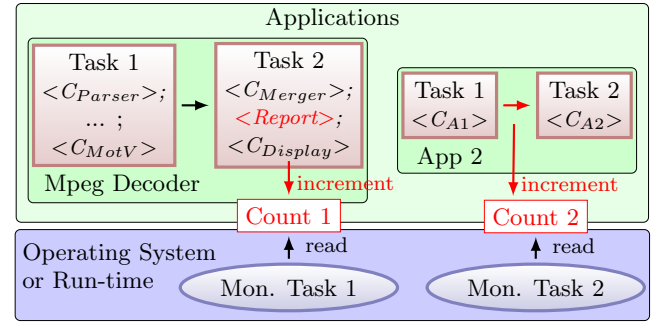 Applications
Task 1
<C_Parser>;
... ;
<C_MotV>
Task 2
<C_Merger>;
<Report>;
<C_Display>
Mpeg Decoder
Task 1
<C_A1>
Task 2
<C_A2>
App 2
increment
increment
Count 1
Count 2
Operating System
or Run-time
read
read
Mon. Task 1
Mon. Task 2